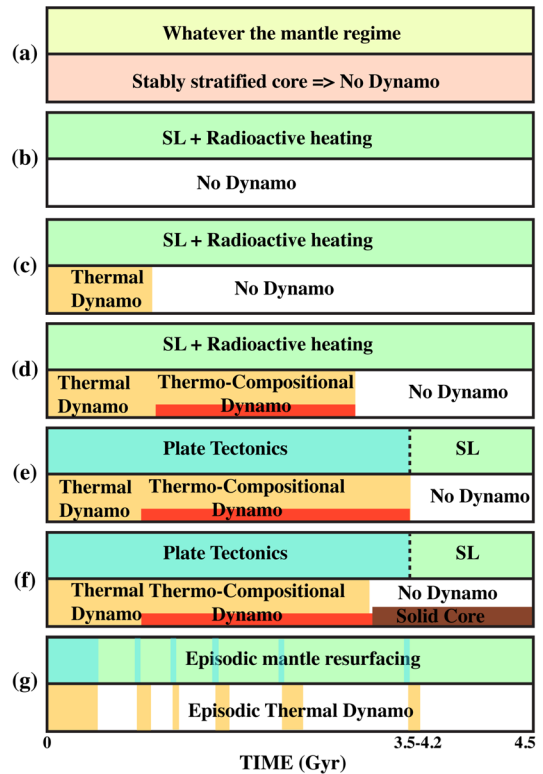 (a)
Whatever the mantle regime
Stably stratified core => No Dynamo
(b)
SL + Radioactive heating
No Dynamo
(c)
SL + Radioactive heating
Thermal
Dynamo
No Dynamo
(d)
SL + Radioactive heating
Thermal
Dynamo
Thermo-Compositional
Dynamo
No Dynamo
(e)
Plate Tectonics
SL
Thermal
Dynamo
Thermo-Compositional
Dynamo
No Dynamo
(f)
Plate Tectonics
SL
Thermal
Dynamo
Thermo-Compositional
Dynamo
No Dynamo
Solid Core
(g)
Episodic mantle resurfacing
Episodic Thermal Dynamo
0
3.5-4.2
4.5
TIME (Gyr)